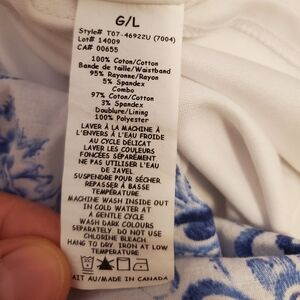 G/L
Style# T07-46922U (7004)
Lot# 14009
CA# 00655
100% Coton/Cotton
Bande de taille/Waistband
95% Rayonne/Rayon
5% Spandex
Combo
97% Coton/Cotton
3% Spandex
Doublure/Lining
100% Polyester
LAVER À LA MACHINE À
L'ENVERS À L'EAU FROIDE
AU CYCLE DÉLICAT
LAVER LES COULEURS
FONCÉES SÉPARÉMENT
NE PAS UTILISER L'EAU
DE JAVEL
SUSPENDRE POUR SÉCHER
REPASSER À BASSE
TEMPÉRATURE
MACHINE WASH INSIDE OUT
IN COLD WATER AT
A GENTLE CYCLE
WASH DARK COLOURS
SEPARATELY DO NOT USE
CHLORINE BLEACH
HANG TO DRY, IRON AT LOW
TEMPERATURE
AIT AU/MADE IN CANADA